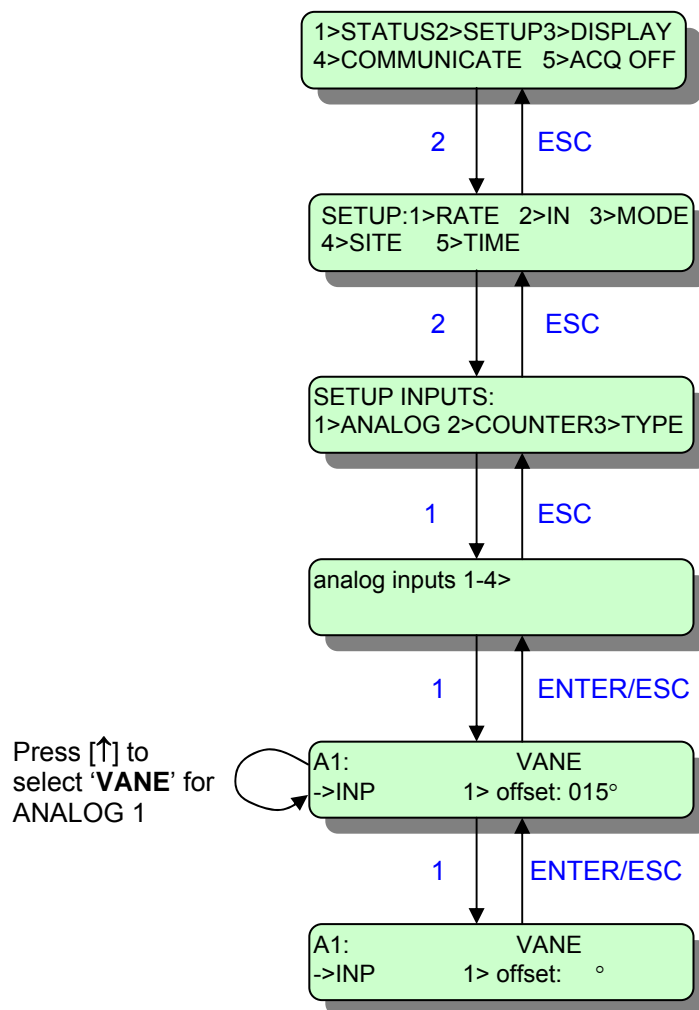 1>STATUS2>SETUP3>DISPLAY
4>COMMUNICATE 5>ACQ OFF
2 ESC
SETUP:1>RATE 2>IN 3>MODE
4>SITE 5>TIME
2 ESC
SETUP INPUTS:
1>ANALOG 2>COUNTER3>TYPE
1 ESC
analog inputs 1-4>
1 ENTER/ESC
Press [↑] to
select ‘VANE’ for
ANALOG 1
A1: VANE
->INP 1> offset: 015°
1 ENTER/ESC
A1: VANE
->INP 1> offset: °